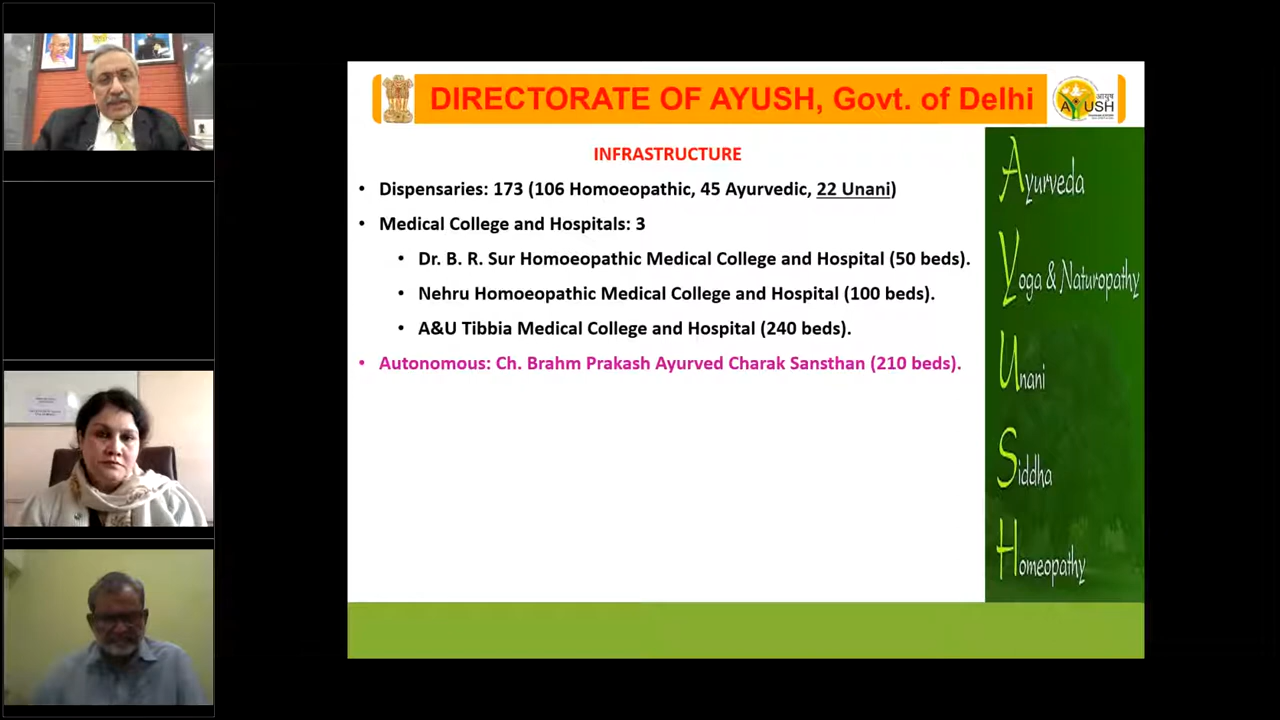 DIRECTORATE OF AYUSH, Govt. of Delhi
आयुष
AYUSH
INFRASTRUCTURE
• Dispensaries: 173 (106 Homoeopathic, 45 Ayurvedic, 22 Unani)
• Medical College and Hospitals: 3
• Dr. B. R. Sur Homoeopathic Medical College and Hospital (50 beds).
• Nehru Homoeopathic Medical College and Hospital (100 beds).
• A&U Tibbia Medical College and Hospital (240 beds).
• Autonomous: Ch. Brahm Prakash Ayurved Charak Sansthan (210 beds).
Ayurveda
Yoga & Naturopathy
Unani
Siddha
Homeopathy